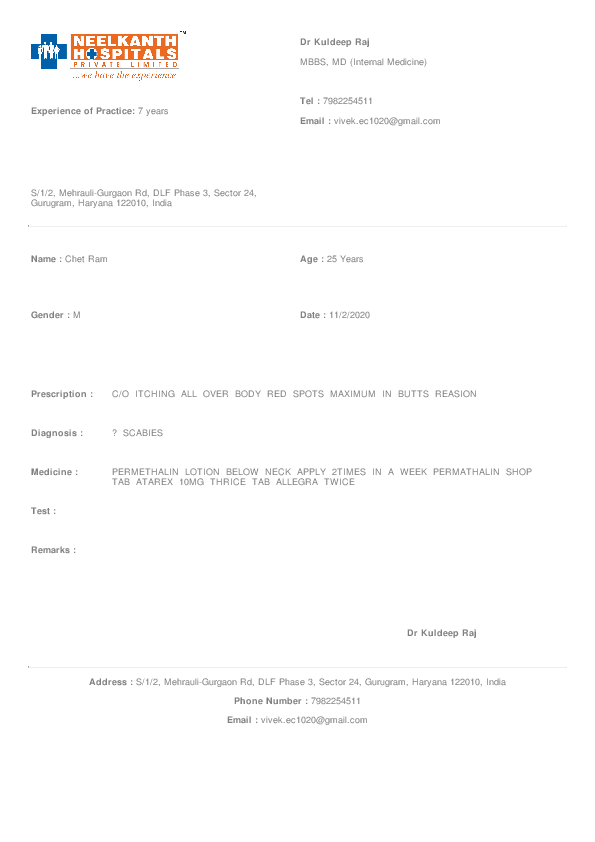 NEELKANTH
HOSPITALS
PRIVATE LIMITED
...we have the experience
TM
Dr Kuldeep Raj
MBBS, MD (Internal Medicine)
Tel : 7982254511
Experience of Practice: 7 years
Email : vivek.ec1020@gmail.com
S/1/2, Mehrauli-Gurgaon Rd, DLF Phase 3, Sector 24,
Gurugram, Haryana 122010, India
Name : Chet Ram
Age : 25 Years
Gender : M
Date : 11/2/2020
Prescription : C/O ITCHING ALL OVER BODY RED SPOTS MAXIMUM IN BUTTS REASION
Diagnosis : ? SCABIES
Medicine : PERMETHALIN LOTION BELOW NECK APPLY 2TIMES IN A WEEK PERMATHALIN SHOP
TAB ATAREX 10MG THRICE TAB ALLEGRA TWICE
Test :
Remarks :
Dr Kuldeep Raj
Address : S/1/2, Mehrauli-Gurgaon Rd, DLF Phase 3, Sector 24, Gurugram, Haryana 122010, India
Phone Number : 7982254511
Email : vivek.ec1020@gmail.com